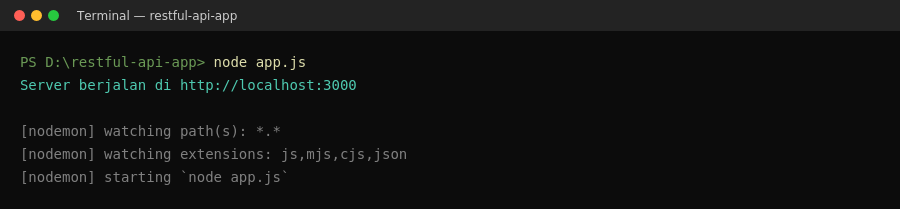 Terminal — restful-api-app
PS D:\restful-api-app> node app.js
Server berjalan di http://localhost:3000
[nodemon] watching path(s): *.*
[nodemon] watching extensions: js,mjs,cjs,json
[nodemon] starting `node app.js`